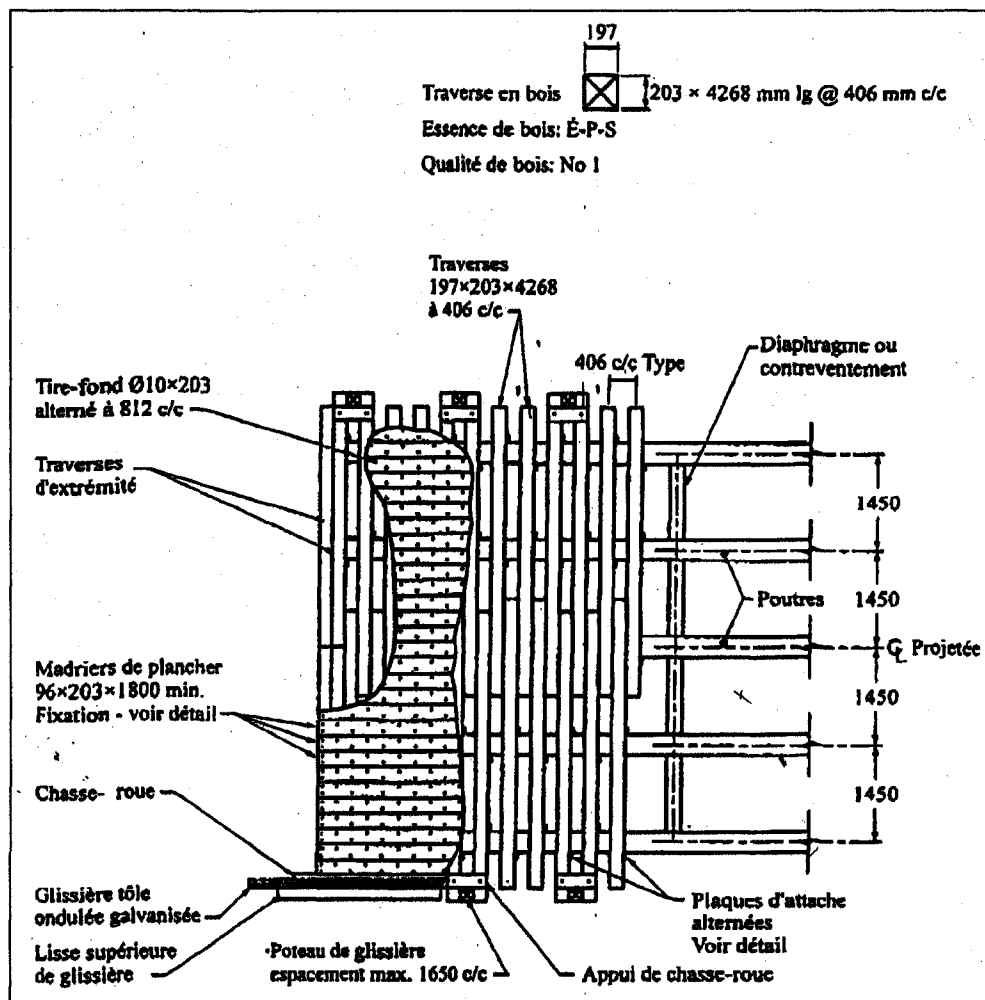 197
Traverse en bois 203 × 4268 mm lg @ 406 mm c/c
Essence de bois: É-P-S
Qualité de bois: No 1
Traverses
197×203×4268
à 406 c/c
406 c/c Type
Diaphragme ou
contreventement
Tire-fond Ø10×203
alterné à 812 c/c
Traverses
d'extrémité
1450
1450
Poutres
℄ Projetée
Madriers de plancher
96×203×1800 min.
Fixation - voir détail
1450
Chasse- roue
1450
Glissière tôle
ondulée galvanisée
Lisse supérieure
de glissière
Poteau de glissière
espacement max. 1650 c/c
Appui de chasse-roue
Plaques d'attache
alternées
Voir détail